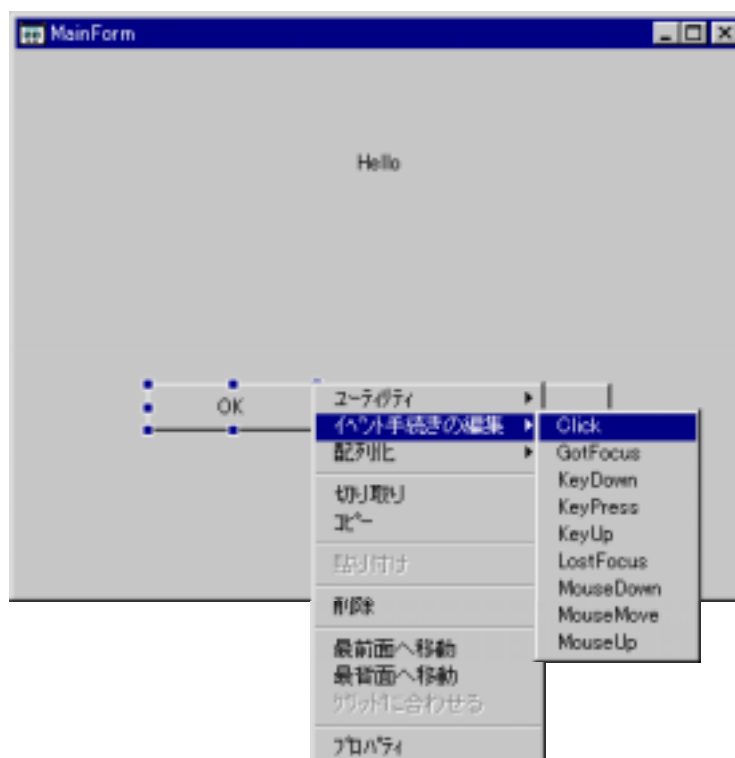 MainForm
Hello
OK
ﾕｰﾃｨﾘﾃｨ
ｲﾍﾞﾝﾄ手続きの編集
配列化
切り取り
ｺﾋﾟｰ
貼り付け
削除
最前面へ移動
最背面へ移動
ｸﾞﾘｯﾄﾞに合わせる
ﾌﾟﾛﾊﾟﾃｨ
Click
GotFocus
KeyDown
KeyPress
KeyUp
LostFocus
MouseDown
MouseMove
MouseUp